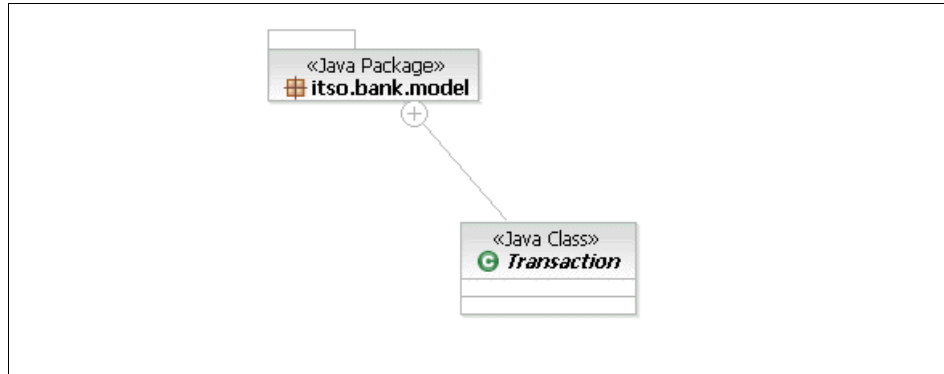 «Java Package»
itso.bank.model
«Java Class»
Transaction